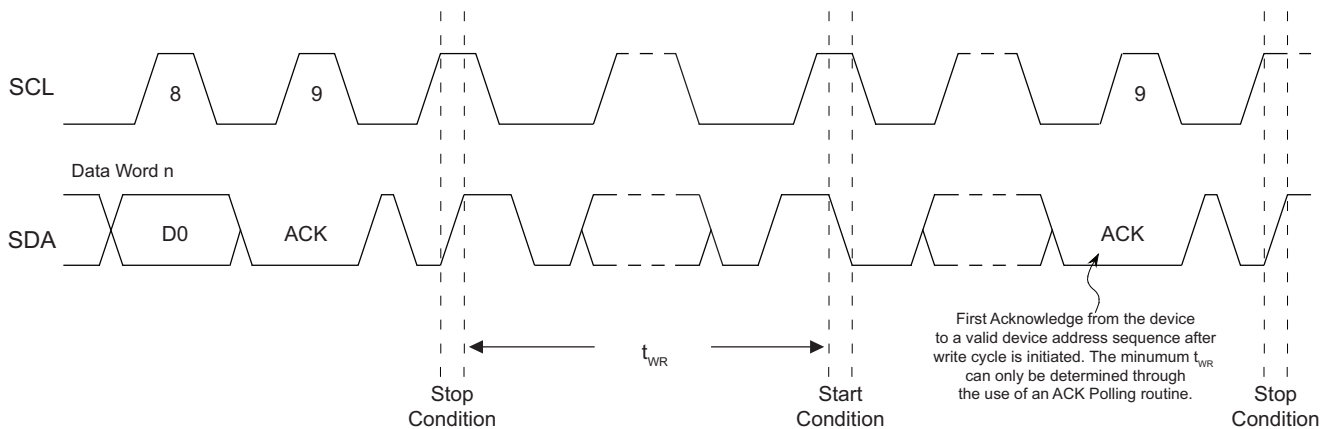 SCL
8
9
9
Data Word n
SDA
D0
ACK
ACK
First Acknowledge from the device
to a valid device address sequence after
write cycle is initiated. The minumum tWR
can only be determined through
the use of an ACK Polling routine.
tWR
Stop
Condition
Start
Condition
Stop
Condition